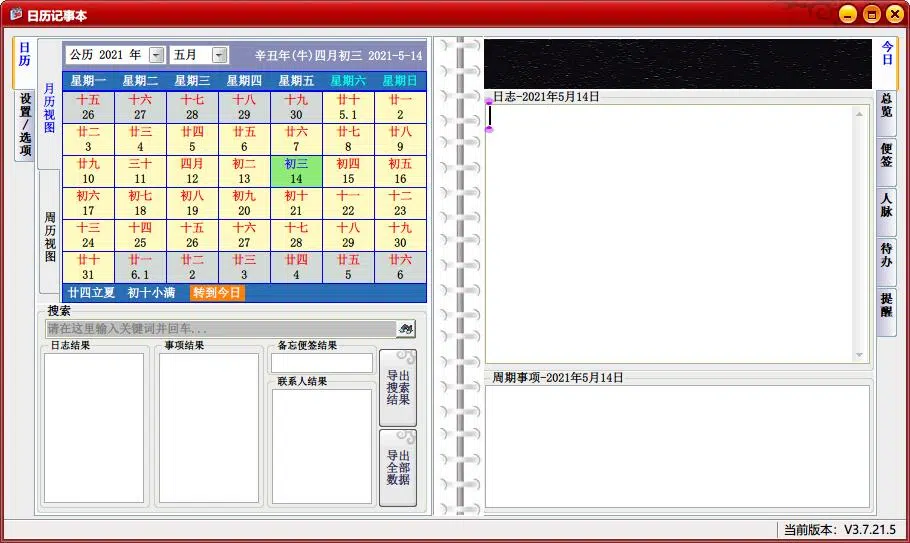 日历记事本
日历
设置/选项
月历视图
周历视图
公历 2021 年 五月 辛丑年(牛)四月初三 2021-5-14
星期一 星期二 星期三 星期四 星期五 星期六 星期日
十五 十六 十七 十八 十九 廿十 廿一
26 27 28 29 30 5.1 2
廿二 廿三 廿四 廿五 廿六 廿七 廿八
3 4 5 6 7 8 9
廿九 三十 四月 初二 初三 初四 初五
10 11 12 13 14 15 16
初六 初七 初八 初九 初十 十一 十二
17 18 19 20 21 22 23
十三 十四 十五 十六 十七 十八 十九
24 25 26 27 28 29 30
廿十 廿一 廿二 廿三 廿四 廿五 廿六
31 6.1 2 3 4 5 6
廿四立夏 初十小满 转到今日
搜索
请在这里输入关键词并回车...
日志结果 事项结果 备忘便签结果
联系人结果
导出搜索结果
导出全部数据
日志-2021年5月14日
周期事项-2021年5月14日
今日
总览
便签
人脉
待办
提醒
当前版本: V3.7.21.5